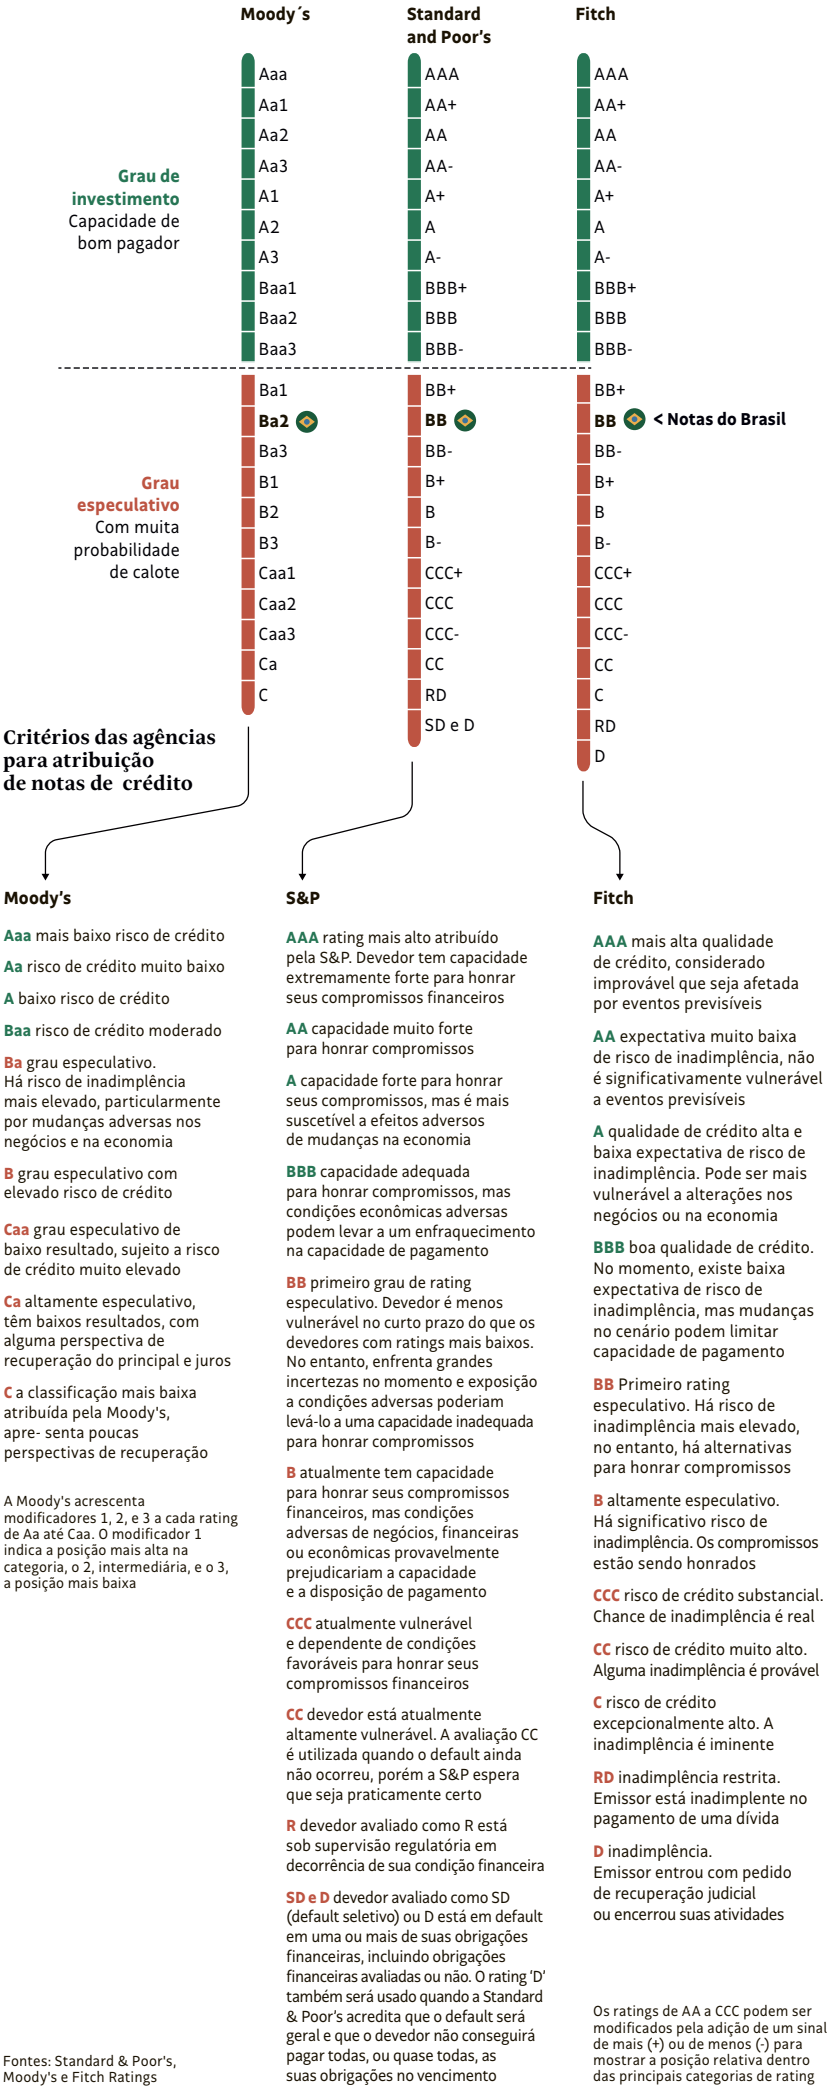 Moody´s
Standard
and Poor's
Fitch
Grau de
investimento
Capacidade de
bom pagador
Aaa
Aa1
Aa2
Aa3
A1
A2
A3
Baa1
Baa2
Baa3
AAA
AA+
AA
AA-
A+
A
A-
BBB+
BBB
BBB-
AAA
AA+
AA
AA-
A+
A
A-
BBB+
BBB
BBB-
Grau
especulativo
Com muita
probabilidade
de calote
Ba1
Ba2
Ba3
B1
B2
B3
Caa1
Caa2
Caa3
Ca
C
BB+
BB
BB-
B+
B
B-
CCC+
CCC
CCC-
CC
RD
SD e D
BB+
BB
< Notas do Brasil
BB-
B+
B
B-
CCC+
CCC
CCC-
CC
C
RD
D
Critérios das agências
para atribuição
de notas de crédito
Moody's
Aaa mais baixo risco de crédito
Aa risco de crédito muito baixo
A baixo risco de crédito
Baa risco de crédito moderado
Ba grau especulativo.
Há risco de inadimplência
mais elevado, particularmente
por mudanças adversas nos
negócios e na economia
B grau especulativo com
elevado risco de crédito
Caa grau especulativo de
baixo resultado, sujeito a risco
de crédito muito elevado
Ca altamente especulativo,
têm baixos resultados, com
alguma perspectiva de
recuperação do principal e juros
C a classificação mais baixa
atribuída pela Moody's,
apre- senta poucas
perspectivas de recuperação
A Moody's acrescenta
modificadores 1, 2, e 3 a cada rating
de Aa até Caa. O modificador 1
indica a posição mais alta na
categoria, o 2, intermediária, e o 3,
a posição mais baixa
Fontes: Standard & Poor's,
Moody's e Fitch Ratings
S&P
AAA rating mais alto atribuído
pela S&P. Devedor tem capacidade
extremamente forte para honrar
seus compromissos financeiros
AA capacidade muito forte
para honrar compromissos
A capacidade forte para honrar
seus compromissos, mas é mais
suscetível a efeitos adversos
de mudanças na economia
BBB capacidade adequada
para honrar compromissos, mas
condições econômicas adversas
podem levar a um enfraquecimento
na capacidade de pagamento
BB primeiro grau de rating
especulativo. Devedor é menos
vulnerável no curto prazo do que os
devedores com ratings mais baixos.
No entanto, enfrenta grandes
incertezas no momento e exposição
a condições adversas poderiam
levá-lo a uma capacidade inadequada
para honrar compromissos
B atualmente tem capacidade
para honrar seus compromissos
financeiros, mas condições
adversas de negócios, financeiras
ou econômicas provavelmente
prejudicariam a capacidade
e a disposição de pagamento
CCC atualmente vulnerável
e dependente de condições
favoráveis para honrar seus
compromissos financeiros
CC devedor está atualmente
altamente vulnerável. A avaliação CC
é utilizada quando o default ainda
não ocorreu, porém a S&P espera
que seja praticamente certo
R devedor avaliado como R está
sob supervisão regulatória em
decorrência de sua condição financeira
SD e D devedor avaliado como SD
(default seletivo) ou D está em default
em uma ou mais de suas obrigações
financeiras, incluindo obrigações
financeiras avaliadas ou não. O rating ‘D’
também será usado quando a Standard
& Poor's acredita que o default será
geral e que o devedor não conseguirá
pagar todas, ou quase todas, as
suas obrigações no vencimento
Fitch
AAA mais alta qualidade
de crédito, considerado
improvável que seja afetada
por eventos previsíveis
AA expectativa muito baixa
de risco de inadimplência, não
é significativamente vulnerável
a eventos previsíveis
A qualidade de crédito alta e
baixa expectativa de risco de
inadimplência. Pode ser mais
vulnerável a alterações nos
negócios ou na economia
BBB boa qualidade de crédito.
No momento, existe baixa
expectativa de risco de
inadimplência, mas mudanças
no cenário podem limitar
capacidade de pagamento
BB Primeiro rating
especulativo. Há risco de
inadimplência mais elevado,
no entanto, há alternativas
para honrar compromissos
B altamente especulativo.
Há significativo risco de
inadimplência. Os compromissos
estão sendo honrados
CCC risco de crédito substancial.
Chance de inadimplência é real
CC risco de crédito muito alto.
Alguma inadimplência é provável
C risco de crédito
excepcionalmente alto. A
inadimplência é iminente
RD inadimplência restrita.
Emissor está inadimplente no
pagamento de uma dívida
D inadimplência.
Emissor entrou com pedido
de recuperação judicial
ou encerrou suas atividades
Os ratings de AA a CCC podem ser
modificados pela adição de um sinal
de mais (+) ou de menos (-) para
mostrar a posição relativa dentro
das principais categorias de rating